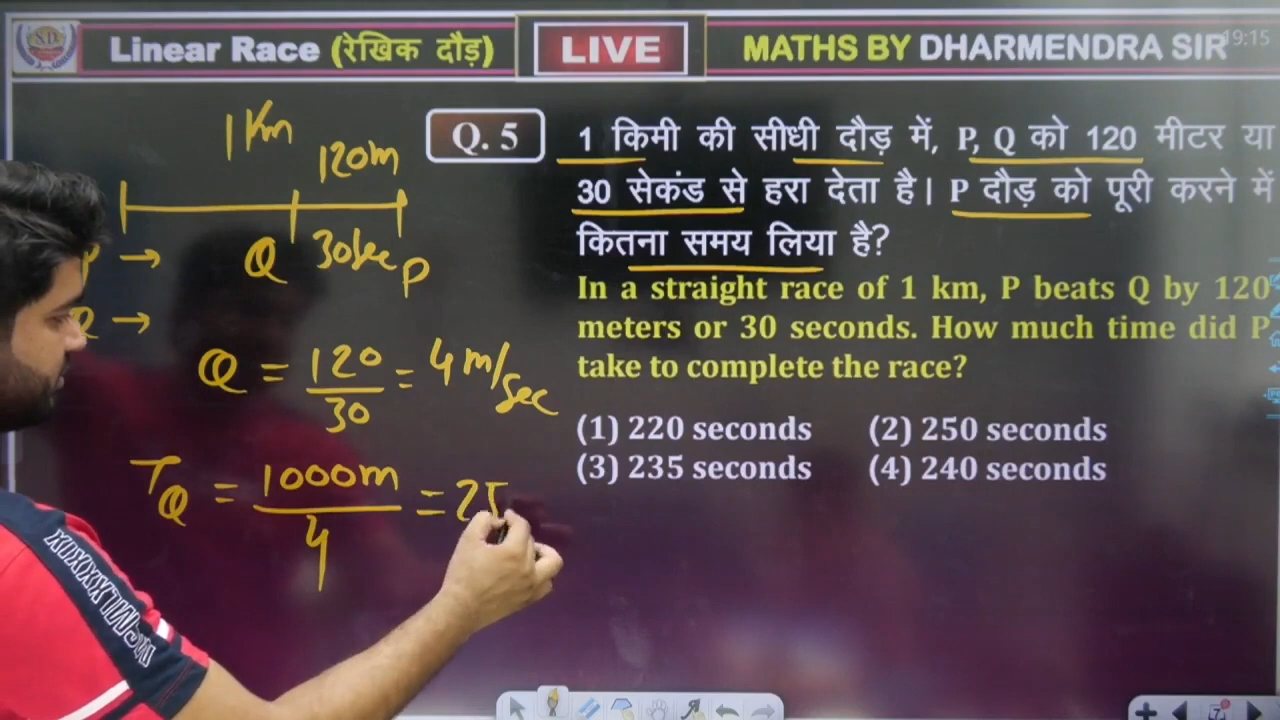 S.D.
Linear Race (रेखिक दौड़)
LIVE
MATHS BY DHARMENDRA SIR
19:15
Q. 5
1 किमी की सीधी दौड़ में, P, Q को 120 मीटर या
30 सेकंड से हरा देता है। P दौड़ को पूरी करने में
कितना समय लिया है?
In a straight race of 1 km, P beats Q by 120
meters or 30 seconds. How much time did P
take to complete the race?
(1) 220 seconds (2) 250 seconds
(3) 235 seconds (4) 240 seconds
1 Km
120m
P → Q 30sec P
Q →
Q = 120/30 = 4 m/sec
T_Q = 1000m/4 = 25
7